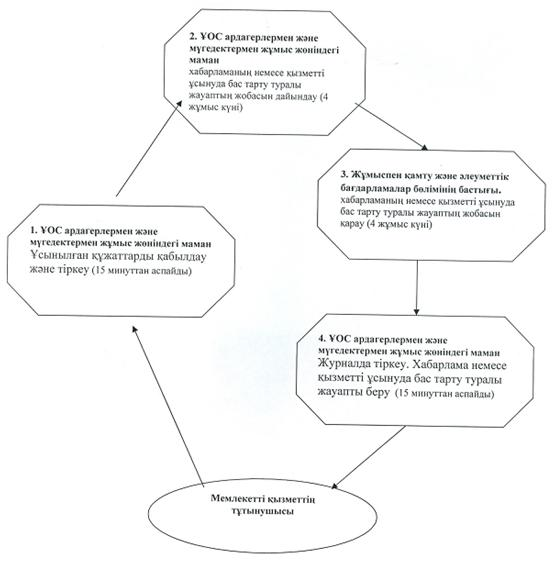 2. ҰОС ардагерлермен және
мүгедектермен жұмыс жөніндегі
маман
хабарламаның немесе қызметті
ұсынуда бас тарту туралы
жауаптың жобасын дайындау (4
жұмыс күні)
3. Жұмыспен қамту және әлеуметтік
бағдарламалар бөлімінің бастығы.
хабарламаның немесе қызметті ұсынуда
бас тарту туралы жауаптың жобасын
қарау (4 жұмыс күні)
1. ҰОС ардагерлермен және
мүгедектермен жұмыс жөніндегі маман
Ұсынылған құжаттарды қабылдау
және тіркеу (15 минуттан аспайды)
4. ҰОС ардагерлермен және
мүгедектермен жұмыс жөніндегі маман
Журналда тіркеу. Хабарлама немесе
қызметті ұсынуда бас тарту туралы
жауапты беру (15 минуттан аспайды)
Мемлекетті қызметтің
тұтынушысы